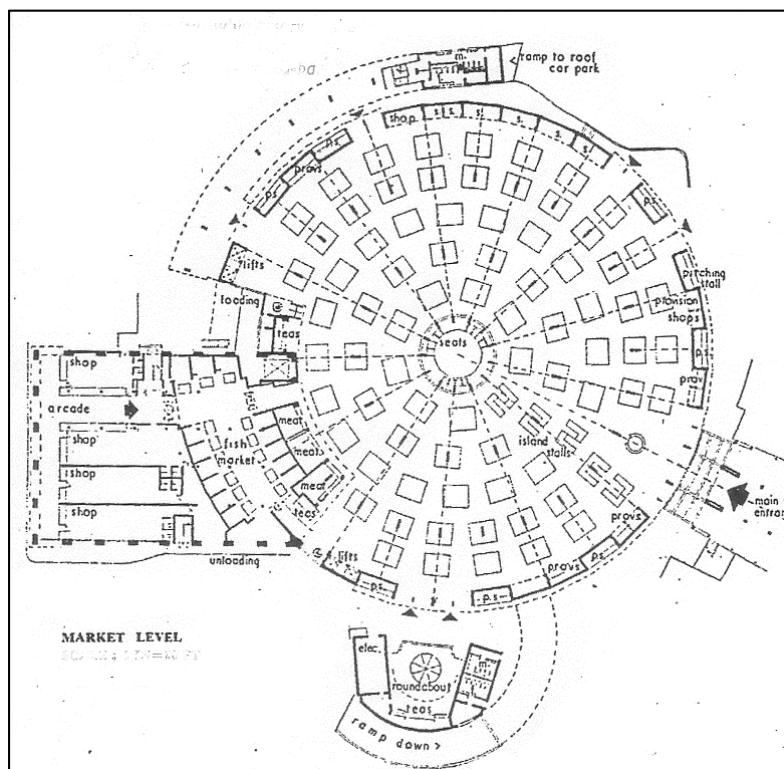 m.
ramp to roof
car park
shop
s.
s.
s.
s.
s.
s.
provs
p.s.
p.s.
lifts
pitching
stall
loading
provision
shops
teas
seats
p.
prov.
shop
arcade
meat
island
stalls
shop
fish
market
meat
main
entra
shop
meat
teas
provs.
shop
unloading
lifts
provs
p.s.
p.s.
p.s.
MARKET LEVEL
elec.
m.
roundabout
teas
ramp down >